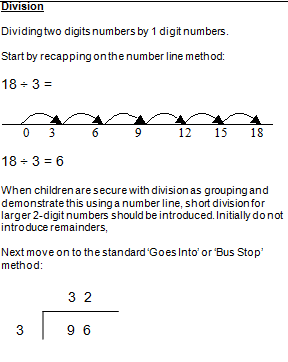 Division
Dividing two digits numbers by 1 digit numbers.
Start by recapping on the number line method:
18 ÷ 3 =
0 3 6 9 12 15 18
18 ÷ 3 = 6
When children are secure with division as grouping and
demonstrate this using a number line, short division for
larger 2-digit numbers should be introduced. Initially do not
introduce remainders,
Next move on to the standard ‘Goes Into’ or ‘Bus Stop’
method:
3 2
3 9 6